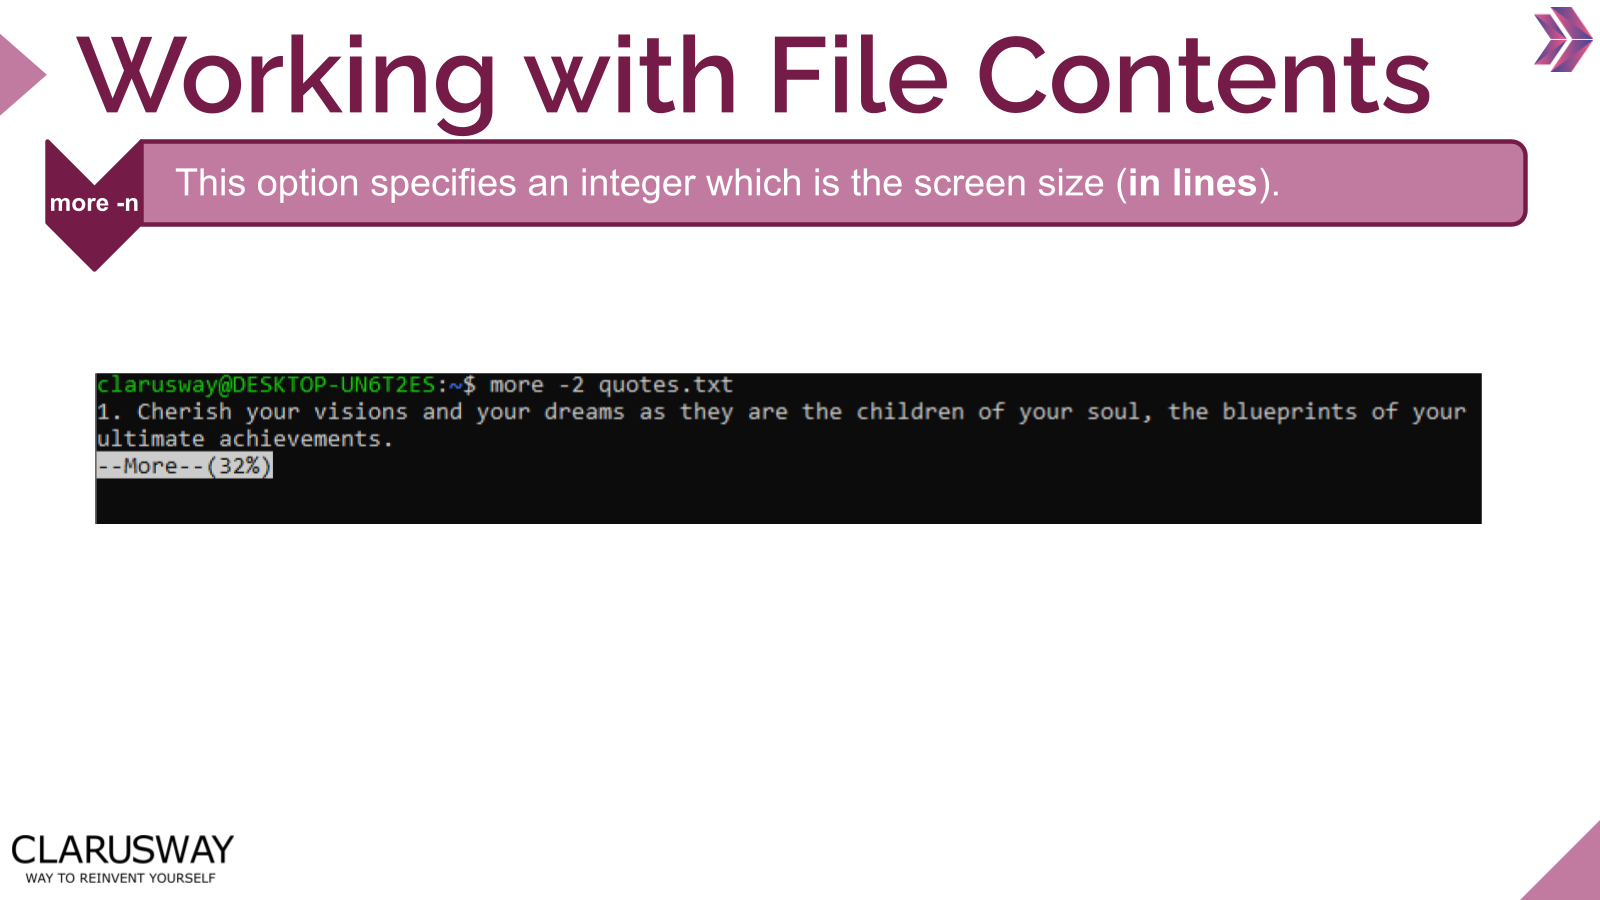 Working with File Contents
more -n
This option specifies an integer which is the screen size (in lines).
clarusway@DESKTOP-UN6T2ES:~$ more -2 quotes.txt
1. Cherish your visions and your dreams as they are the children of your soul, the blueprints of your
ultimate achievements.
--More--(32%)
CLARUSWAY
WAY TO REINVENT YOURSELF